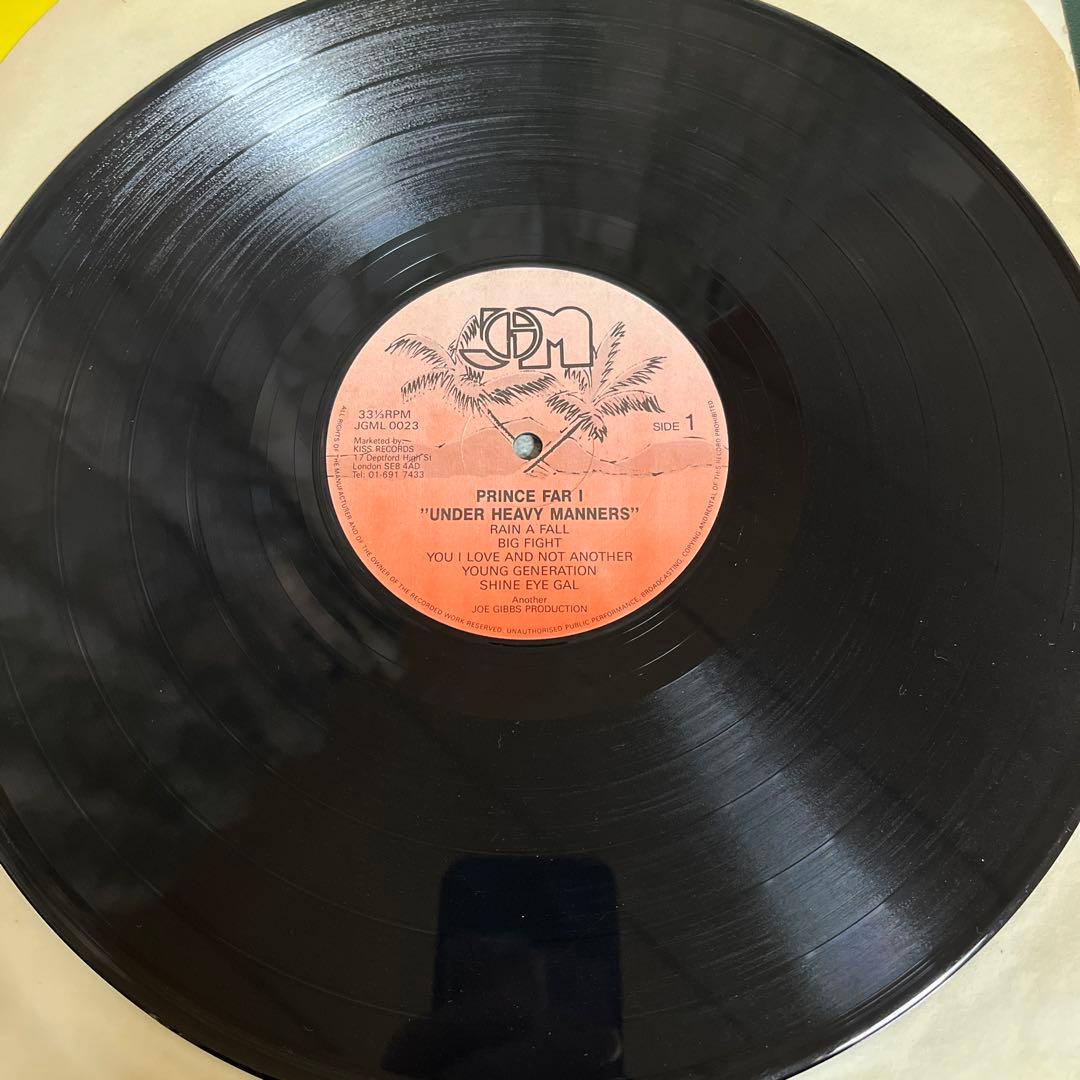 JGM
33⅓RPM
JGML 0023
SIDE 1
Marketed by:—
KISS RECORDS
17 Deptford High St
London SE8 4AD
Tel: 01-691 7433
PRINCE FAR I
"UNDER HEAVY MANNERS"
RAIN A FALL
BIG FIGHT
YOU I LOVE AND NOT ANOTHER
YOUNG GENERATION
SHINE EYE GAL
Another
JOE GIBBS PRODUCTION
ALL RIGHTS OF THE MANUFACTURER AND OF THE OWNER OF THE RECORDED WORK RESERVED. UNAUTHORISED PUBLIC PERFORMANCE, BROADCASTING, COPYING AND RENTAL OF THIS RECORD PROHIBITED.